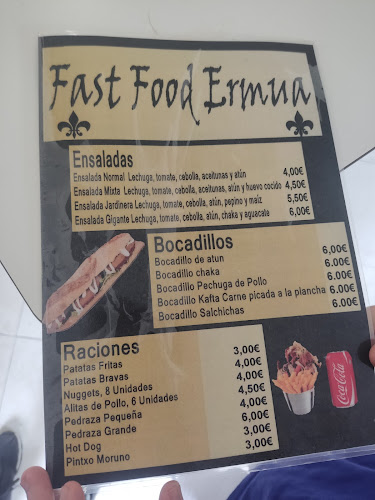 Fast Food Ermua
Ensaladas
Ensalada Normal Lechuga, tomate, cebolla, aceitunas y atún 4,00€
Ensalada Mixta Lechuga, tomate, cebolla, aceitunas, atún y huevo cocido 4,50€
Ensalada Jardinera Lechuga, tomate, cebolla, atún, pepino y maíz 5,50€
Ensalada Gigante Lechuga, tomate, cebolla, atún, chaka y aguacate 6,00€
Bocadillos
Bocadillo de atun 6,00€
Bocadillo chaka 6.00€
Bocadillo Pechuga de Pollo 6.00€
Bocadillo Kafta Carne picada a la plancha 6,00€
Bocadillo Salchichas 6.00€
Raciones
Patatas Fritas 3,00€
Patatas Bravas 4,00€
Nuggets, 8 Unidades 4,00€
Alitas de Pollo, 6 Unidades 4,50€
Pedraza Pequeña 4,00€
Pedraza Grande 6,00€
Hot Dog 3,00€
Pintxo Moruno 3,00€
Coca-Cola